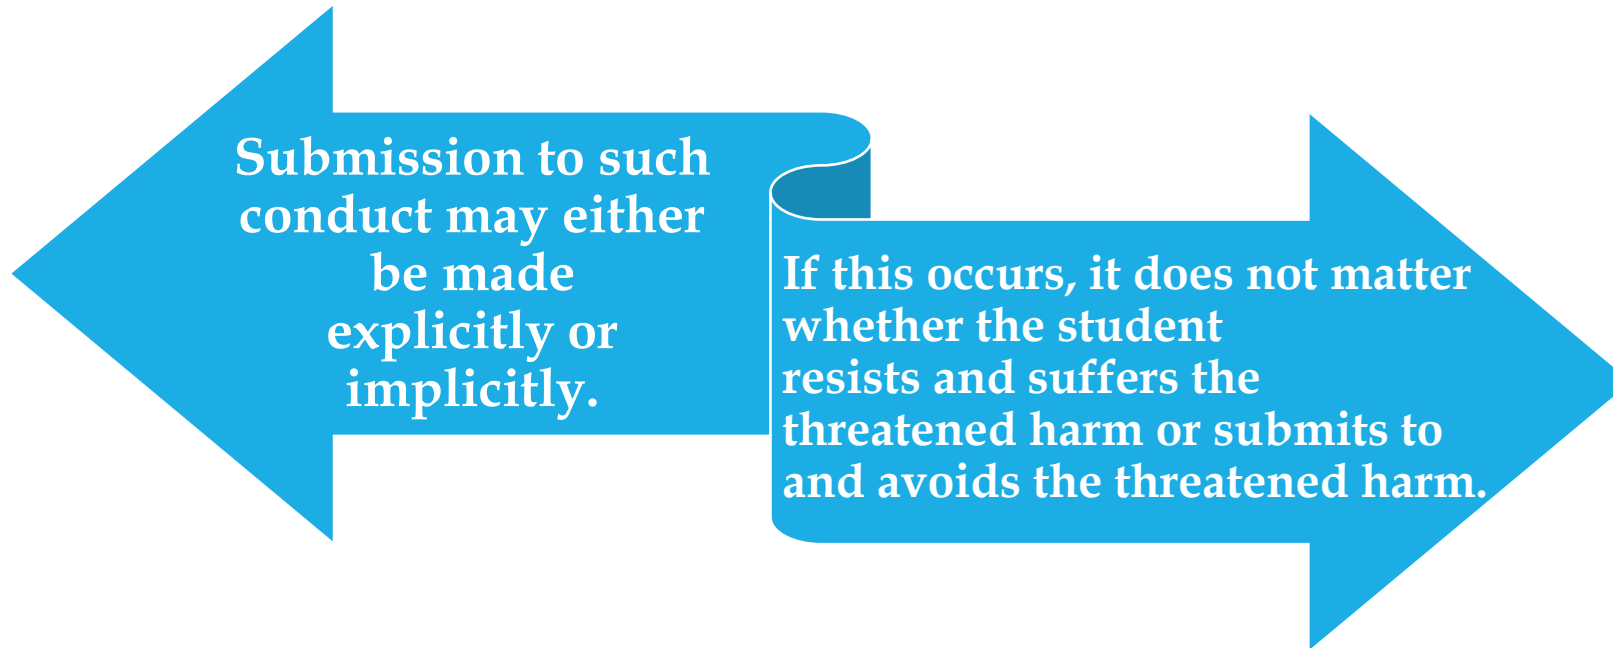 Submission to such
conduct may either
be made
explicitly or
implicitly.
If this occurs, it does not matter
whether the student
resists and suffers the
threatened harm or submits to
and avoids the threatened harm.